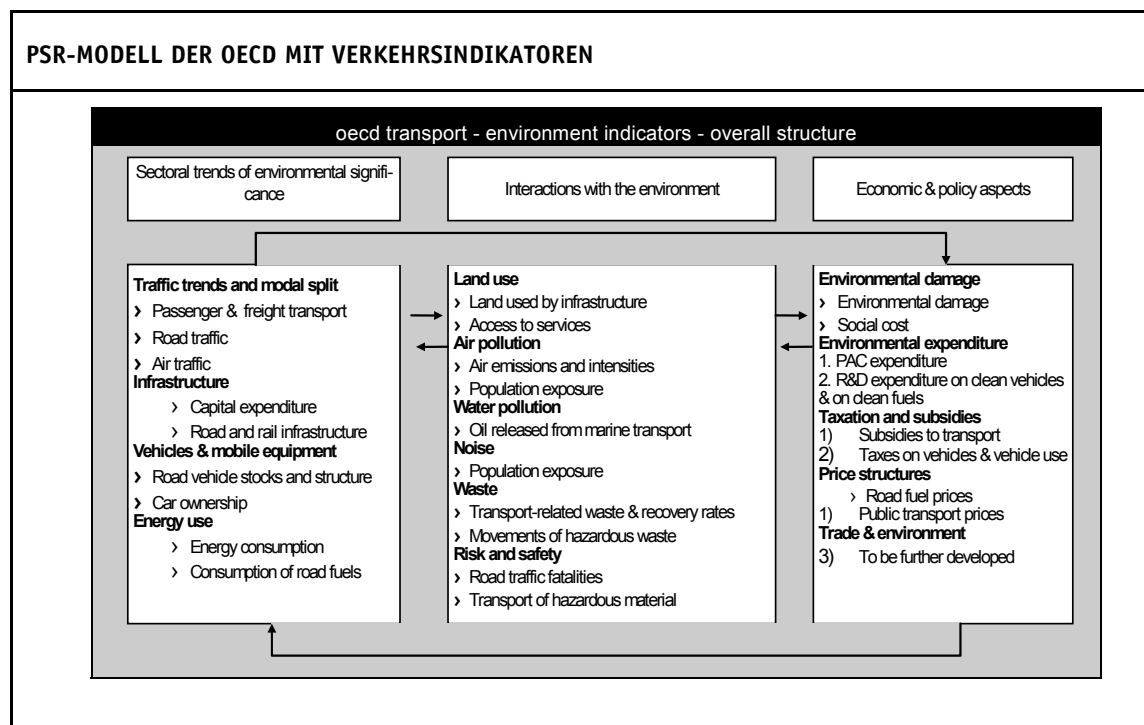 PSR-MODELL DER OECD MIT VERKEHRSINDIKATOREN
oecd transport - environment indicators - overall structure
Sectoral trends of environmental signifi-
cance
Interactions with the environment
Economic & policy aspects
Traffic trends and modal split
› Passenger & freight transport
› Road traffic
› Air traffic
Infrastructure
› Capital expenditure
› Road and rail infrastructure
Vehicles & mobile equipment
› Road vehicle stocks and structure
› Car ownership
Energy use
› Energy consumption
› Consumption of road fuels
Land use
› Land used by infrastructure
› Access to services
Air pollution
› Air emissions and intensities
› Population exposure
Water pollution
› Oil released from marine transport
Noise
› Population exposure
Waste
› Transport-related waste & recovery rates
› Movements of hazardous waste
Risk and safety
› Road traffic fatalities
› Transport of hazardous material
Environmental damage
› Environmental damage
› Social cost
Environmental expenditure
1. PAC expenditure
2. R&D expenditure on clean vehicles
& on clean fuels
Taxation and subsidies
1) Subsidies to transport
2) Taxes on vehicles & vehicle use
Price structures
› Road fuel prices
1) Public transport prices
Trade & environment
3) To be further developed